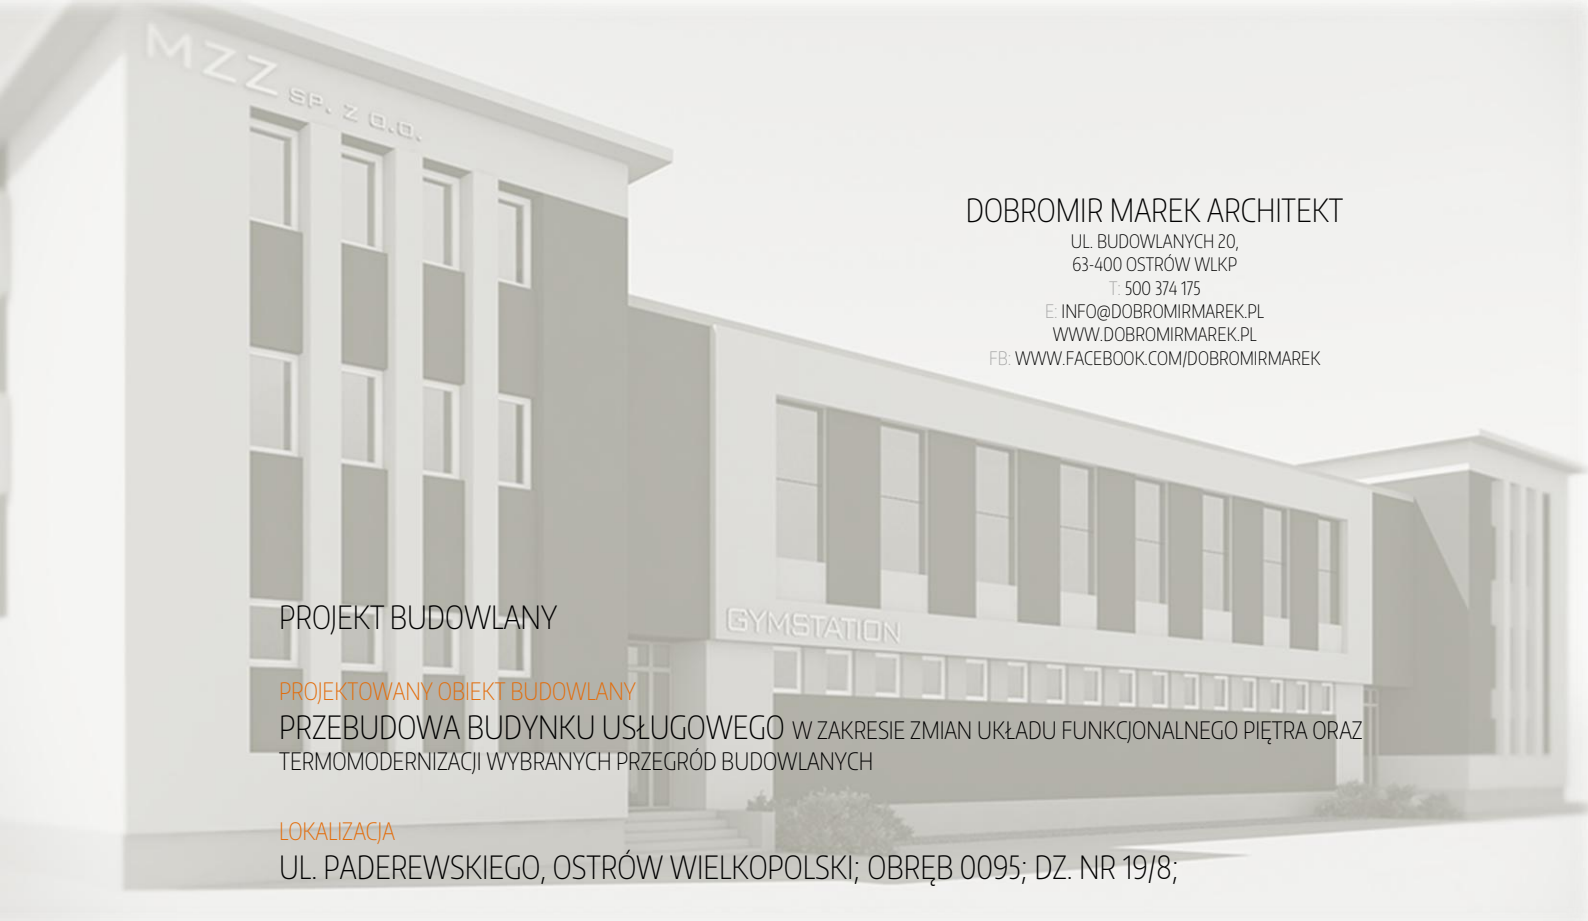 MZZ SP. Z O.O.
DOBROMIR MAREK ARCHITEKT
UL. BUDOWLANYCH 20,
63-400 OSTRÓW WLKP
T: 500 374 175
E: INFO@DOBROMIRMAREK.PL
WWW.DOBROMIRMAREK.PL
FB: WWW.FACEBOOK.COM/DOBROMIRMAREK
GYMSTATION
PROJEKT BUDOWLANY
PROJEKTOWANY OBIEKT BUDOWLANY
PRZEBUDOWA BUDYNKU USŁUGOWEGO W ZAKRESIE ZMIAN UKŁADU FUNKCJONALNEGO PIĘTRA ORAZ
TERMOMODERNIZACJI WYBRANYCH PRZEGRÓD BUDOWLANYCH
LOKALIZACJA
UL. PADEREWSKIEGO, OSTRÓW WIELKOPOLSKI; OBRĘB 0095; DZ. NR 19/8;